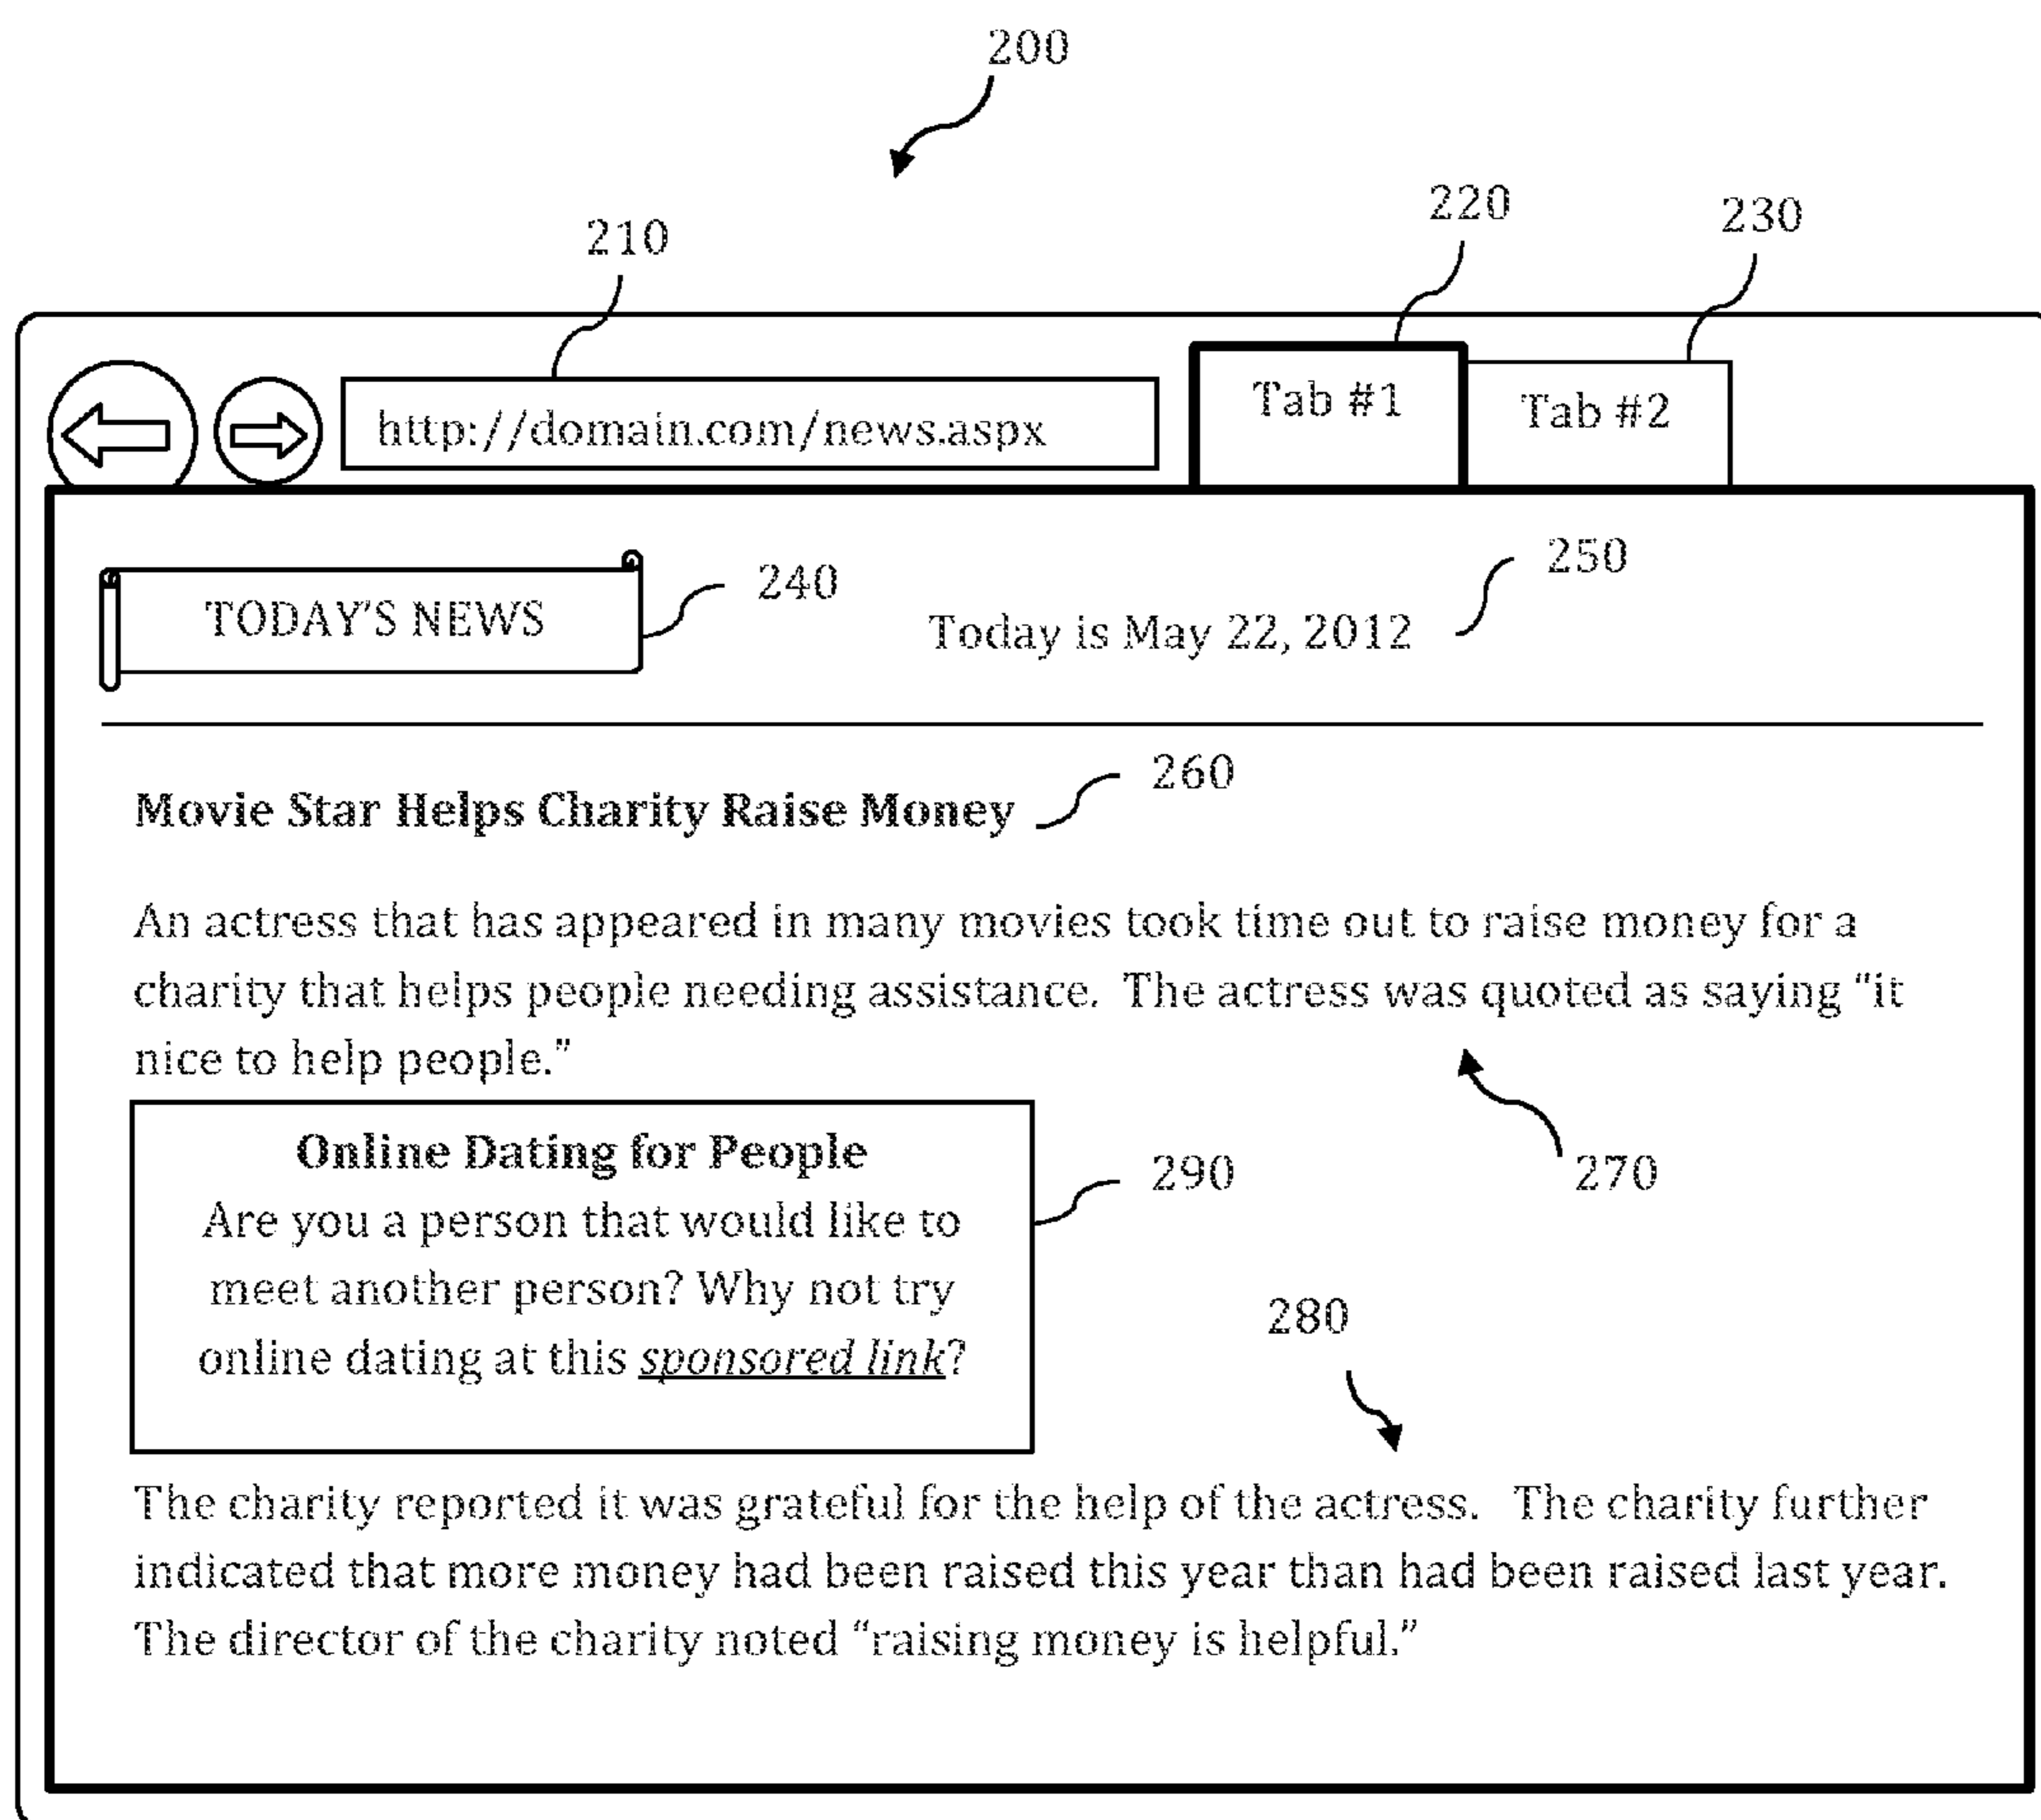 200
220
230
210
http://domain.com/news.aspx
Tab #1
Tab #2
TODAY’S NEWS
240
250
Today is May 22, 2012
260
Movie Star Helps Charity Raise Money
An actress that has appeared in many movies took time out to raise money for a
charity that helps people needing assistance.  The actress was quoted as saying “it
nice to help people.”
Online Dating for People
Are you a person that would like to
meet another person? Why not try
online dating at this sponsored link?
290
270
280
The charity reported it was grateful for the help of the actress.   The charity further
indicated that more money had been raised this year than had been raised last year.
The director of the charity noted “raising money is helpful.”